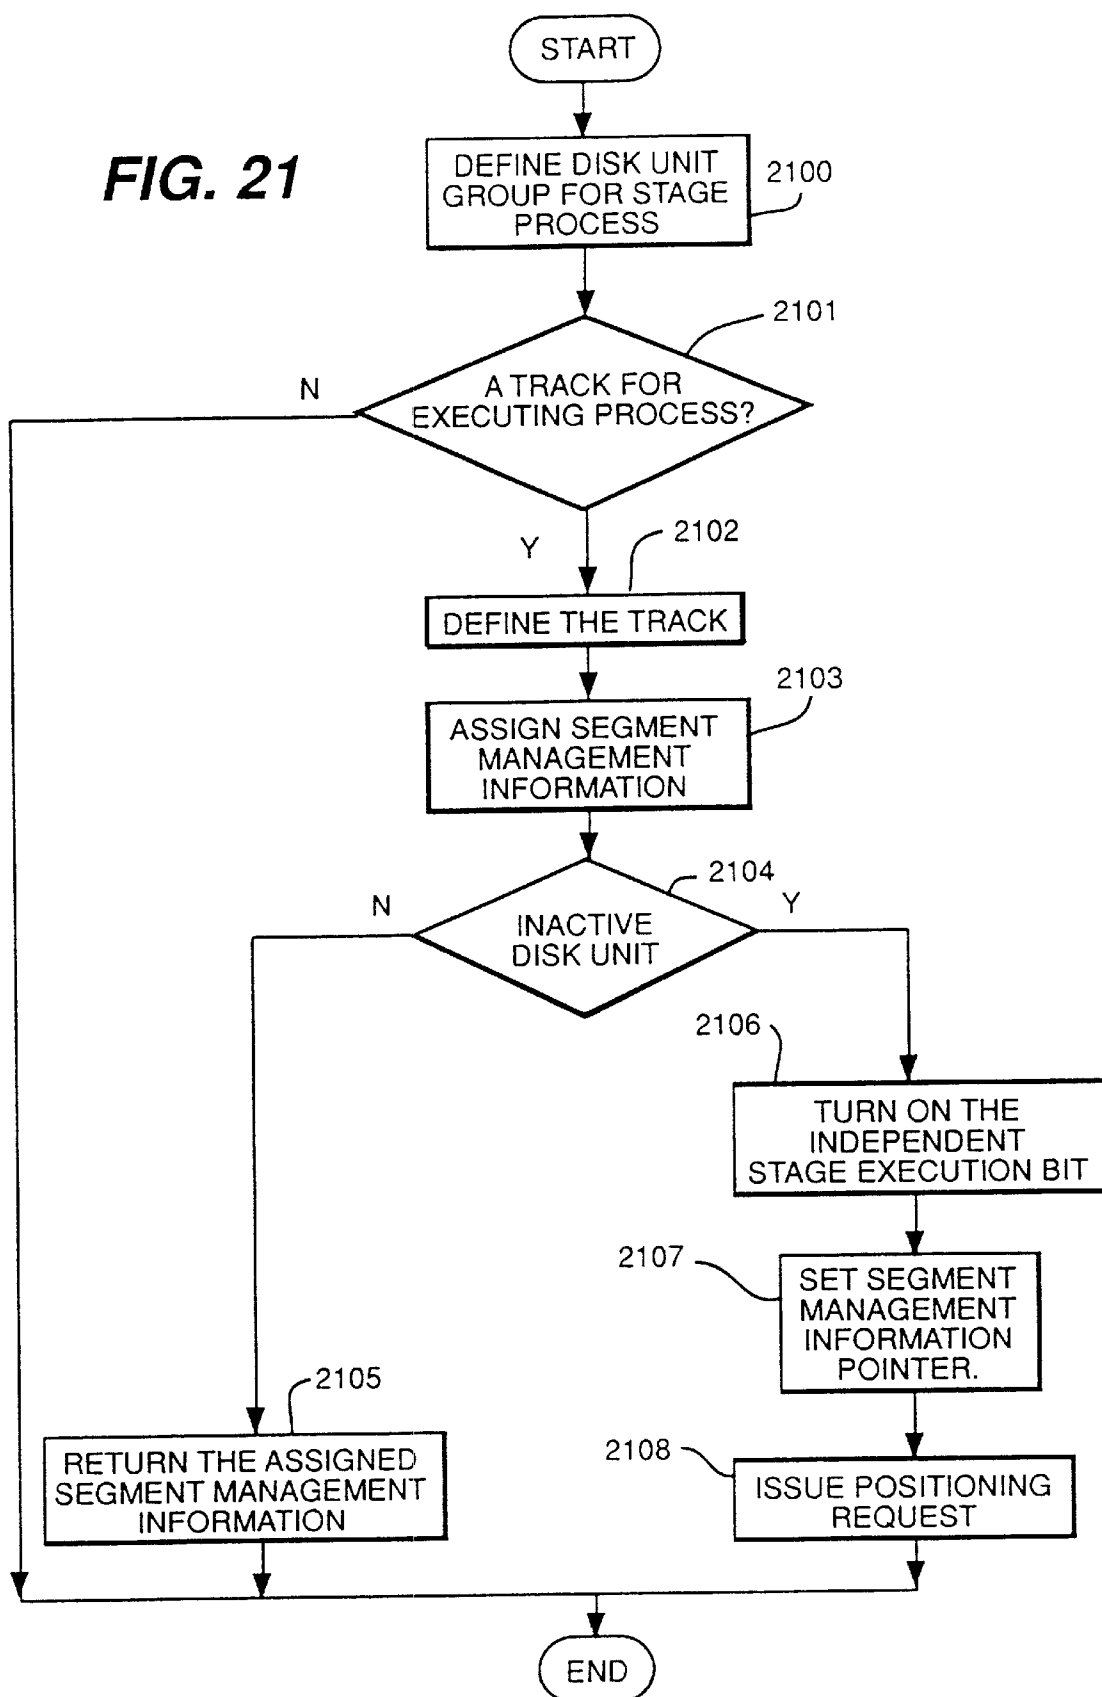 START
FIG. 21
DEFINE DISK UNIT
GROUP FOR STAGE
PROCESS
2100
2101
N
A TRACK FOR
EXECUTING PROCESS?
Y
2102
DEFINE THE TRACK
2103
ASSIGN SEGMENT
MANAGEMENT
INFORMATION
2104
N
Y
INACTIVE
DISK UNIT
2106
TURN ON THE
INDEPENDENT
STAGE EXECUTION BIT
2107
SET SEGMENT
MANAGEMENT
INFORMATION
POINTER.
2105
RETURN THE ASSIGNED
SEGMENT MANAGEMENT
INFORMATION
2108
ISSUE POSITIONING
REQUEST
END